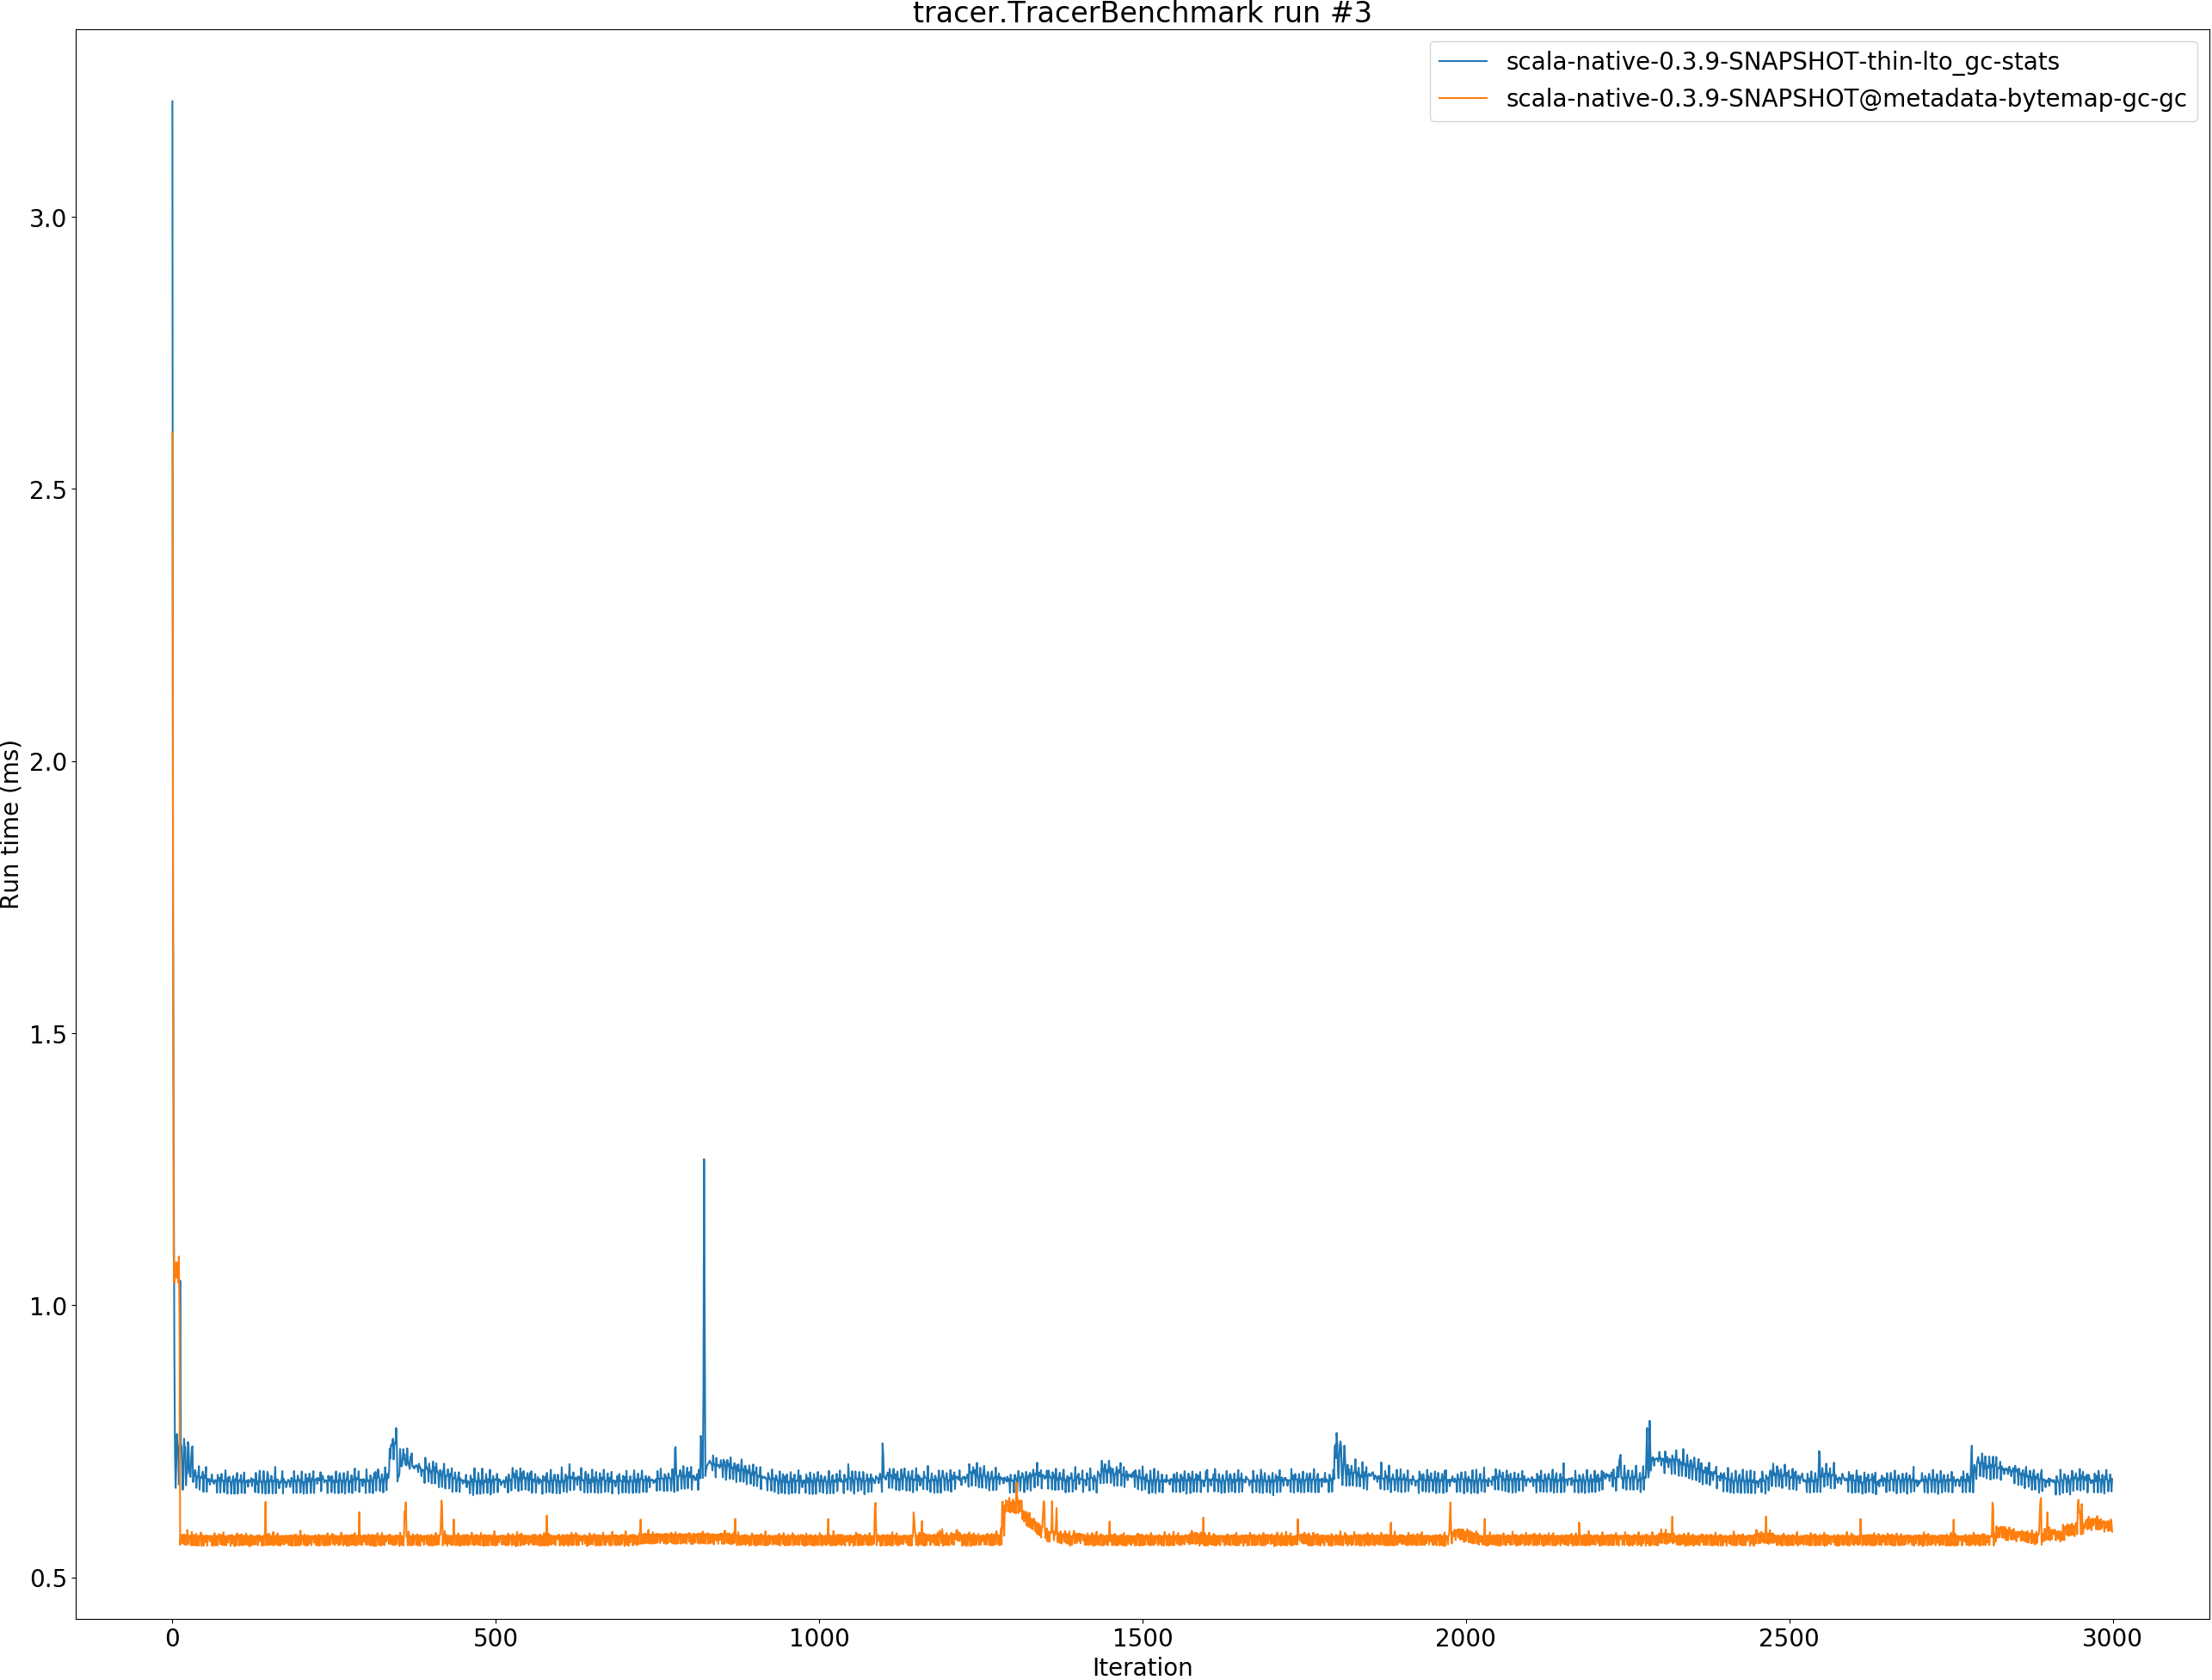 tracer.TracerBenchmark run #3
scala-native-0.3.9-SNAPSHOT-thin-lto_gc-stats
scala-native-0.3.9-SNAPSHOT@metadata-bytemap-gc-gc
Run time (ms)
3.0
2.5
2.0
1.5
1.0
0.5
0 500 1000 1500 2000 2500 3000
Iteration